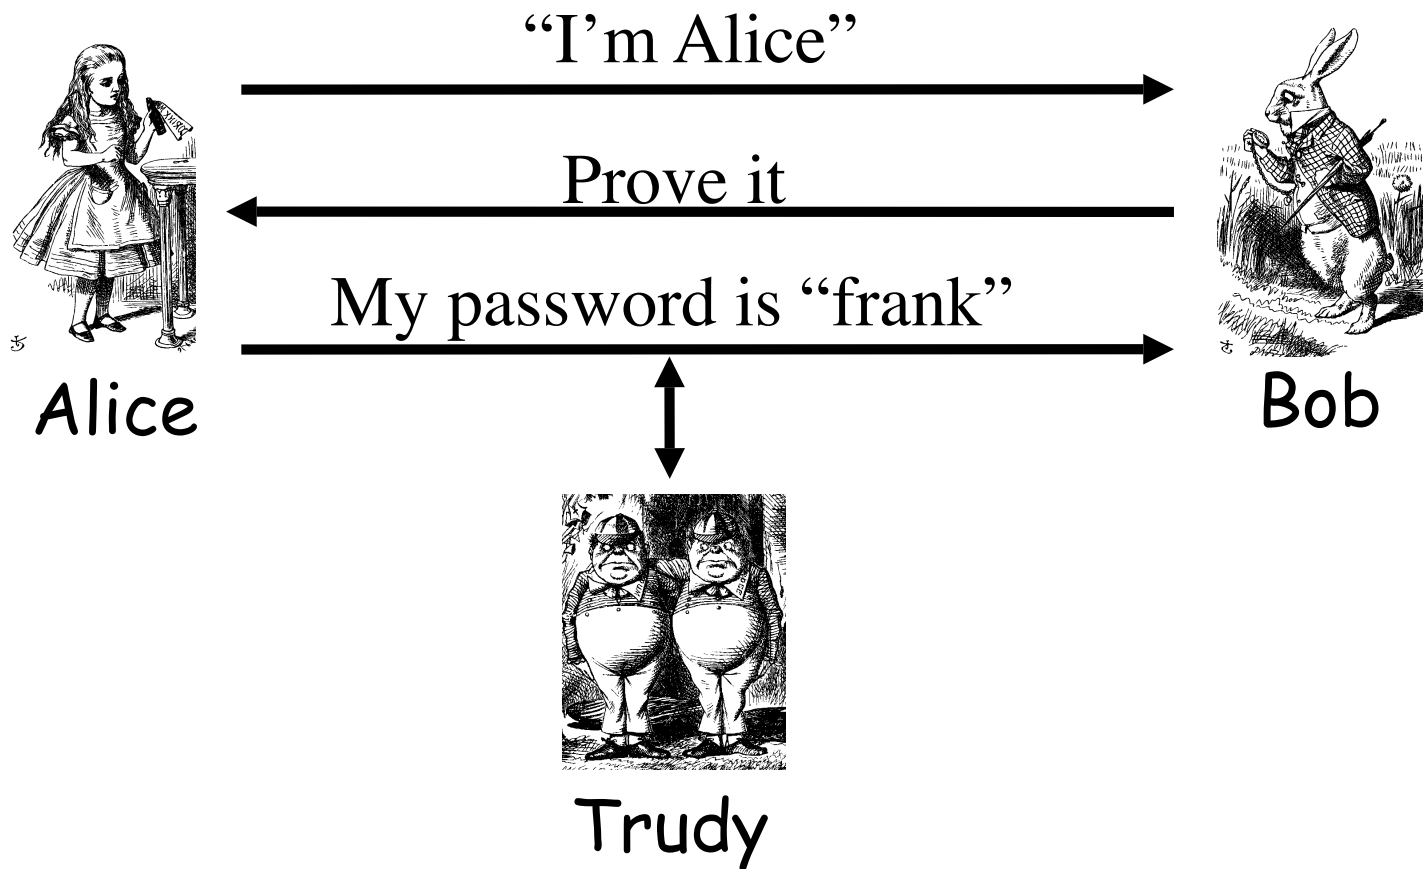 “I’m Alice”
Prove it
My password is “frank”
Alice
Bob
Trudy